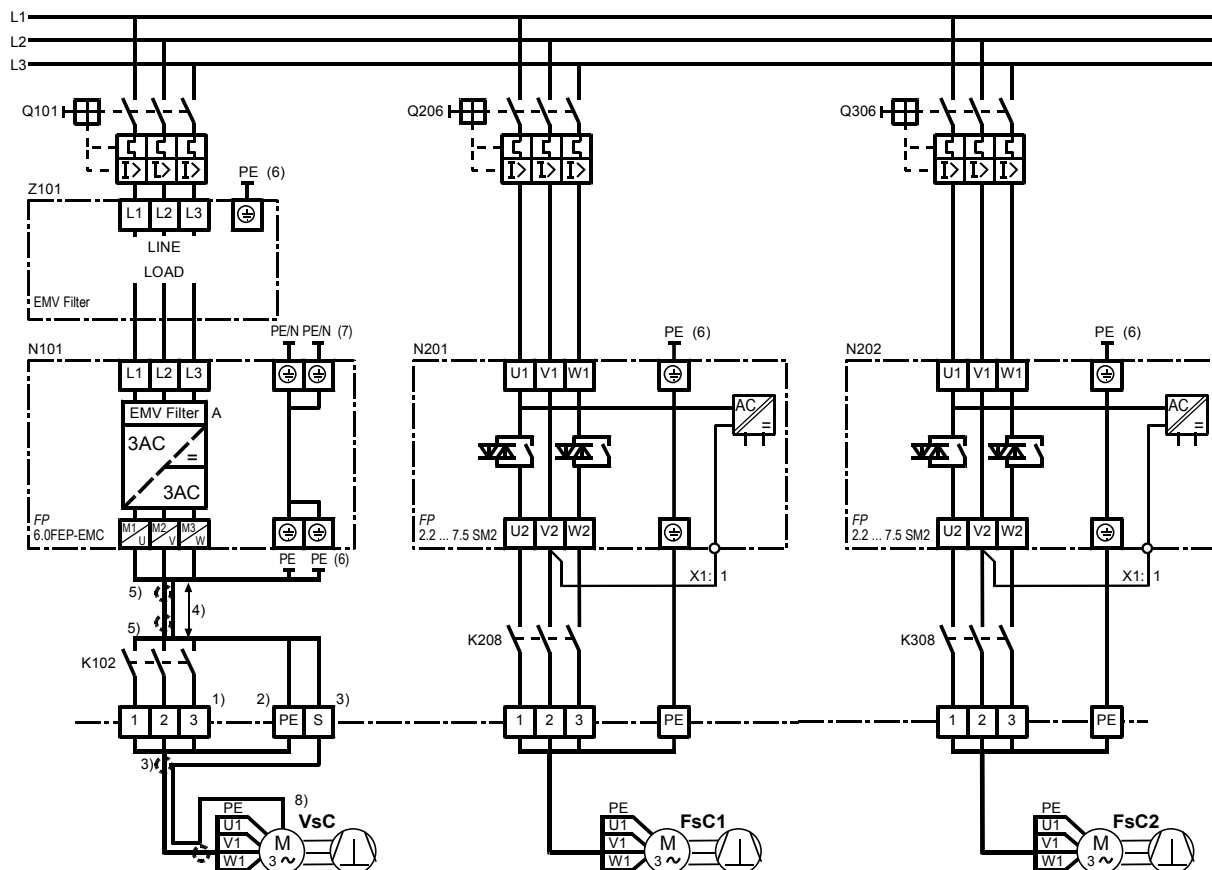 L1
L2
L3
Q101
Q206
Q306
I> I> I>
I> I> I>
I> I> I>
PE (6)
Z101
L1 L2 L3
LINE
LOAD
EMV Filter
PE/N PE/N (7)
PE (6)
PE (6)
N101
N201
N202
L1 L2 L3
U1 V1 W1
U1 V1 W1
EMV Filter A
AC
=
AC
=
3AC
=
3AC
FP
6.0FEP-EMC
M1 U M2 V M3 W
FP
2.2 ... 7.5 SM2
U2 V2 W2
FP
2.2 ... 7.5 SM2
U2 V2 W2
PE PE (6)
X1: 1
X1: 1
5)
4)
5)
K102
K208
K308
1) 2) 3)
1 2 3 PE S
1 2 3 PE
1 2 3 PE
3)
8)
PE
U1
V1
W1
VsC
M
3 ~
PE
U1
V1
W1
FsC1
M
3 ~
PE
U1
V1
W1
FsC2
M
3 ~